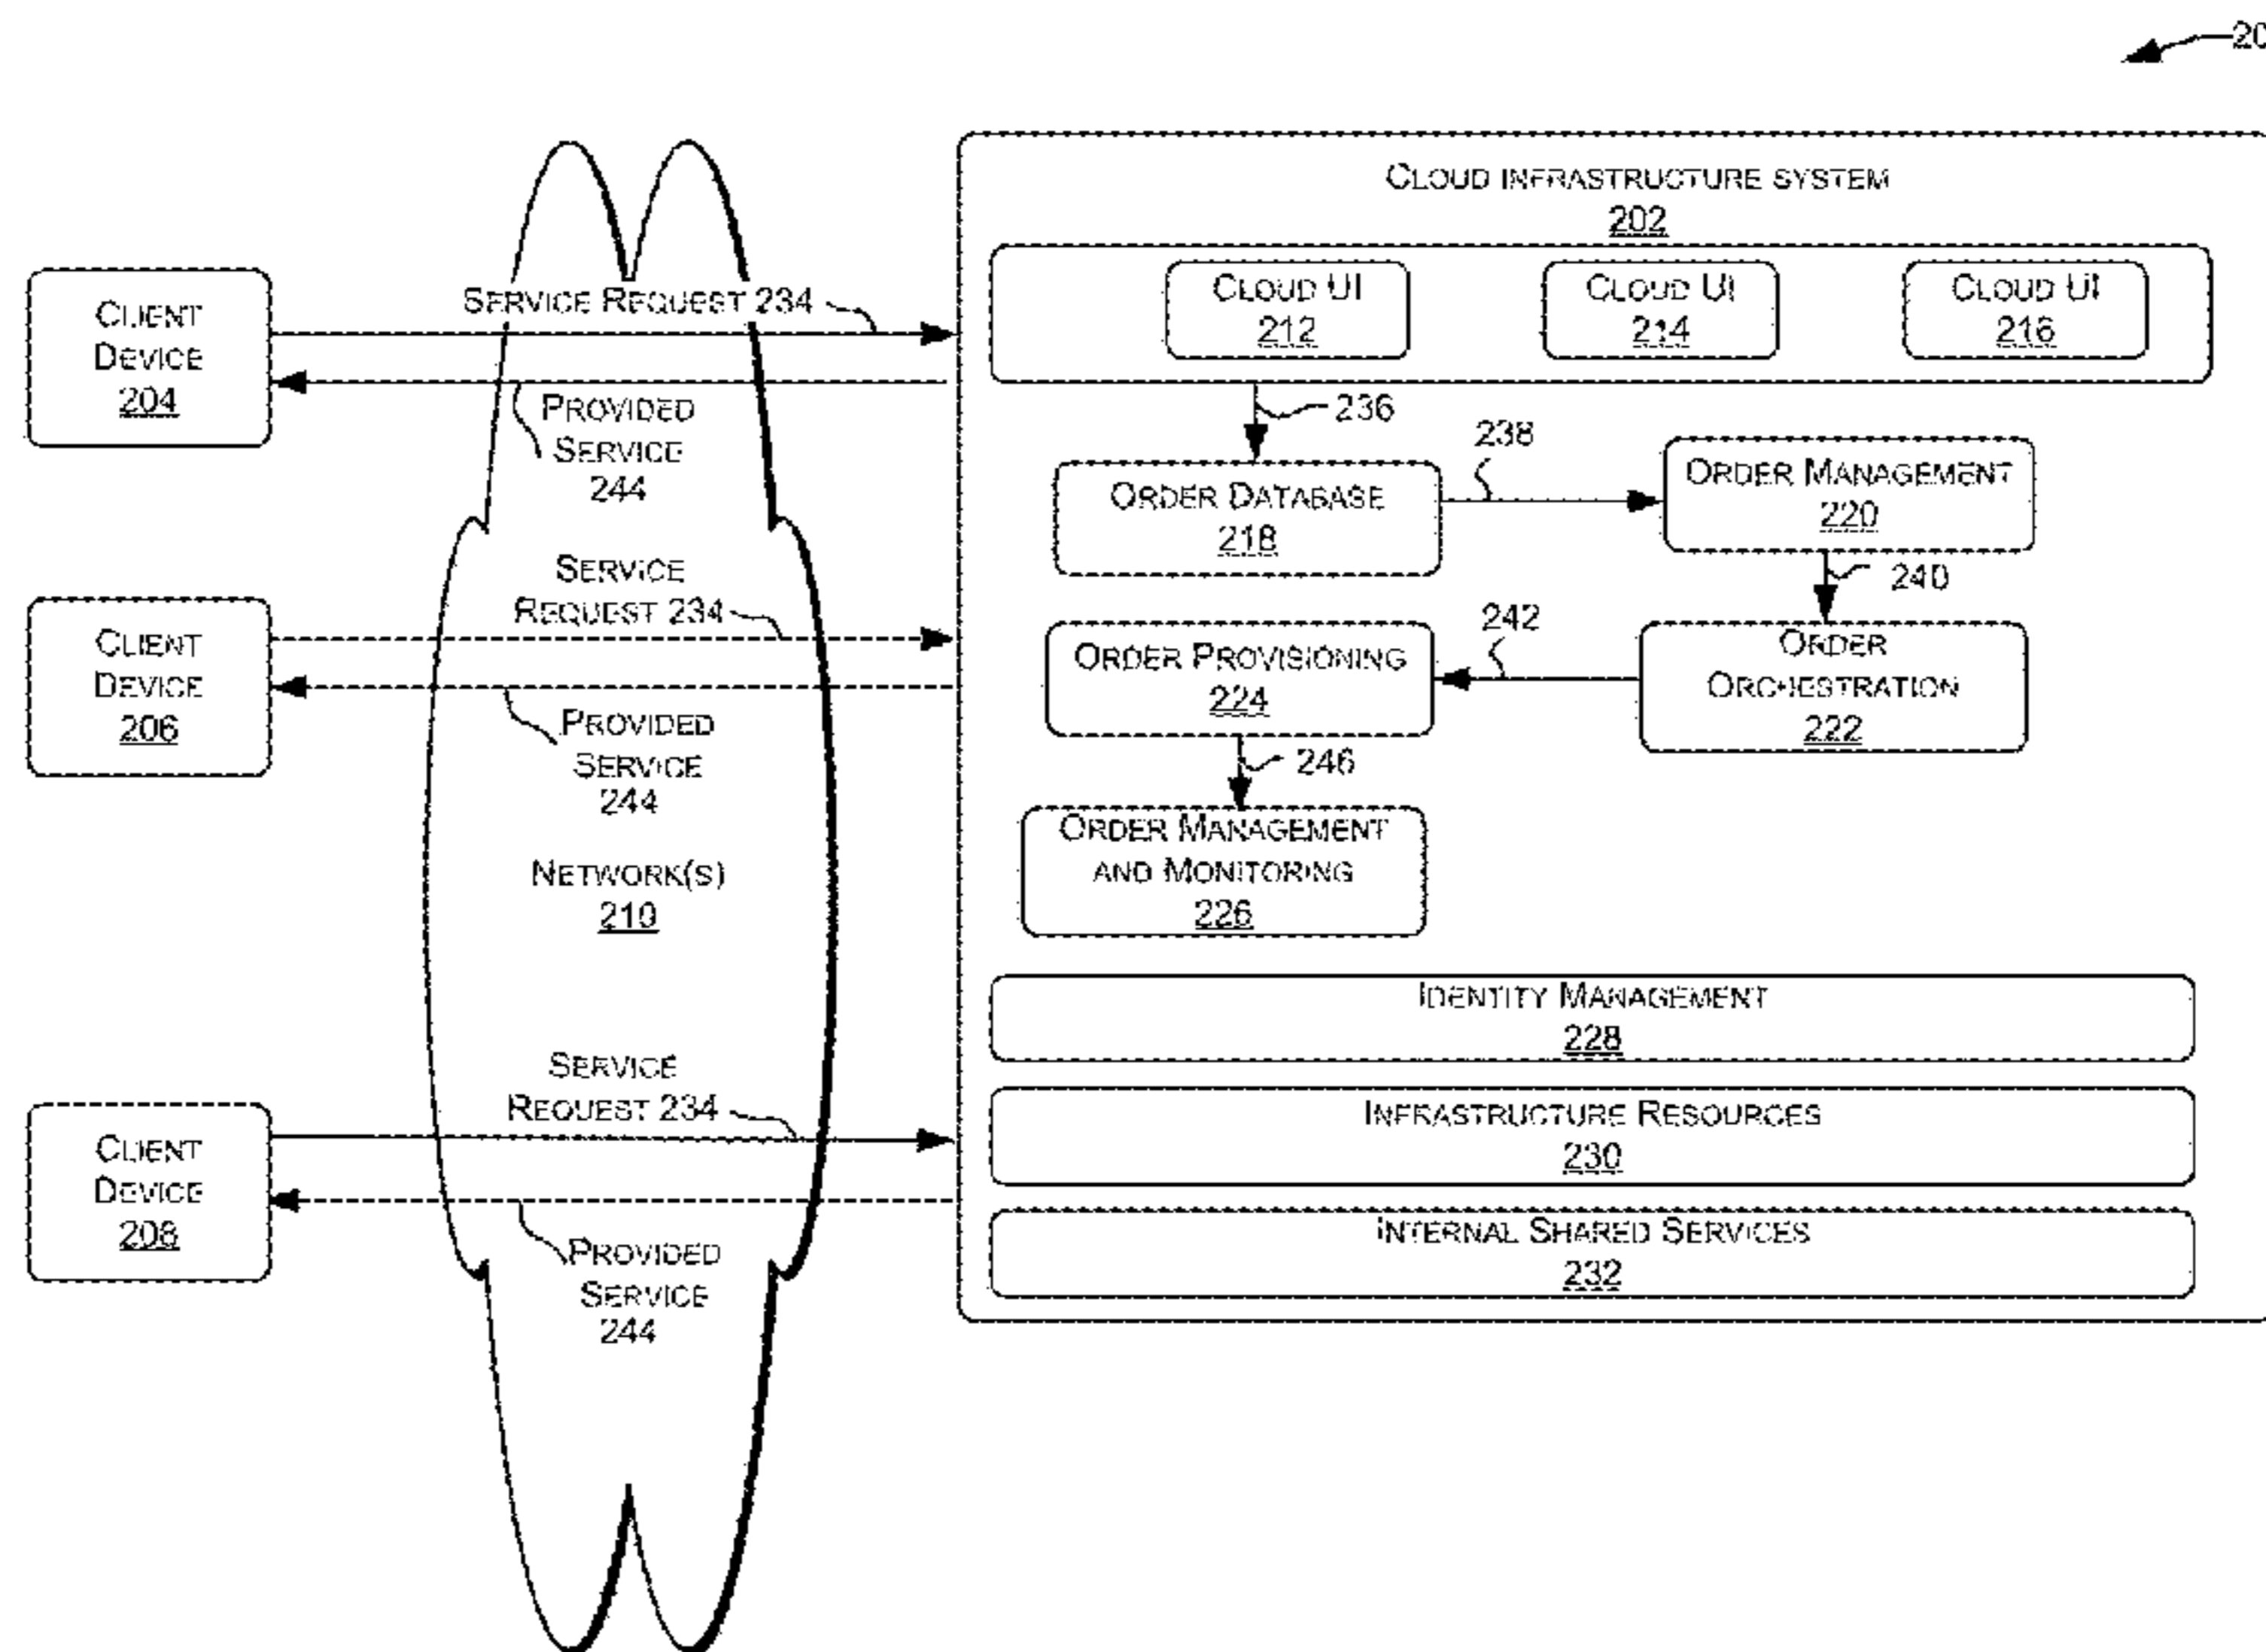 20
CLOUD INFRASTRUCTURE SYSTEM
202
CLOUD UI
212
CLOUD UI
214
CLOUD UI
216
CLIENT
DEVICE
204
SERVICE REQUEST 234
PROVIDED
SERVICE
244
236
238
ORDER DATABASE
218
ORDER MANAGEMENT
220
240
CLIENT
DEVICE
206
SERVICE
REQUEST 234
PROVIDED
SERVICE
244
242
ORDER PROVISIONING
224
ORDER
ORCHESTRATION
222
246
ORDER MANAGEMENT
AND MONITORING
226
NETWORK(S)
210
IDENTITY MANAGEMENT
228
CLIENT
DEVICE
208
SERVICE
REQUEST 234
PROVIDED
SERVICE
244
INFRASTRUCTURE RESOURCES
230
INTERNAL SHARED SERVICES
232